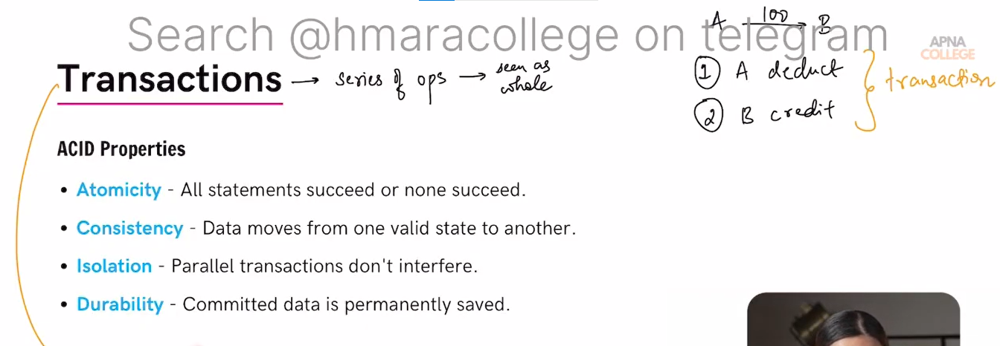 Search @hmaracollege on telegram
A 100 B
APNA
COLLEGE
Transactions → series of ops → seen as whole
① A deduct
② B credit
transaction
ACID Properties
• Atomicity - All statements succeed or none succeed.
• Consistency - Data moves from one valid state to another.
• Isolation - Parallel transactions don't interfere.
• Durability - Committed data is permanently saved.